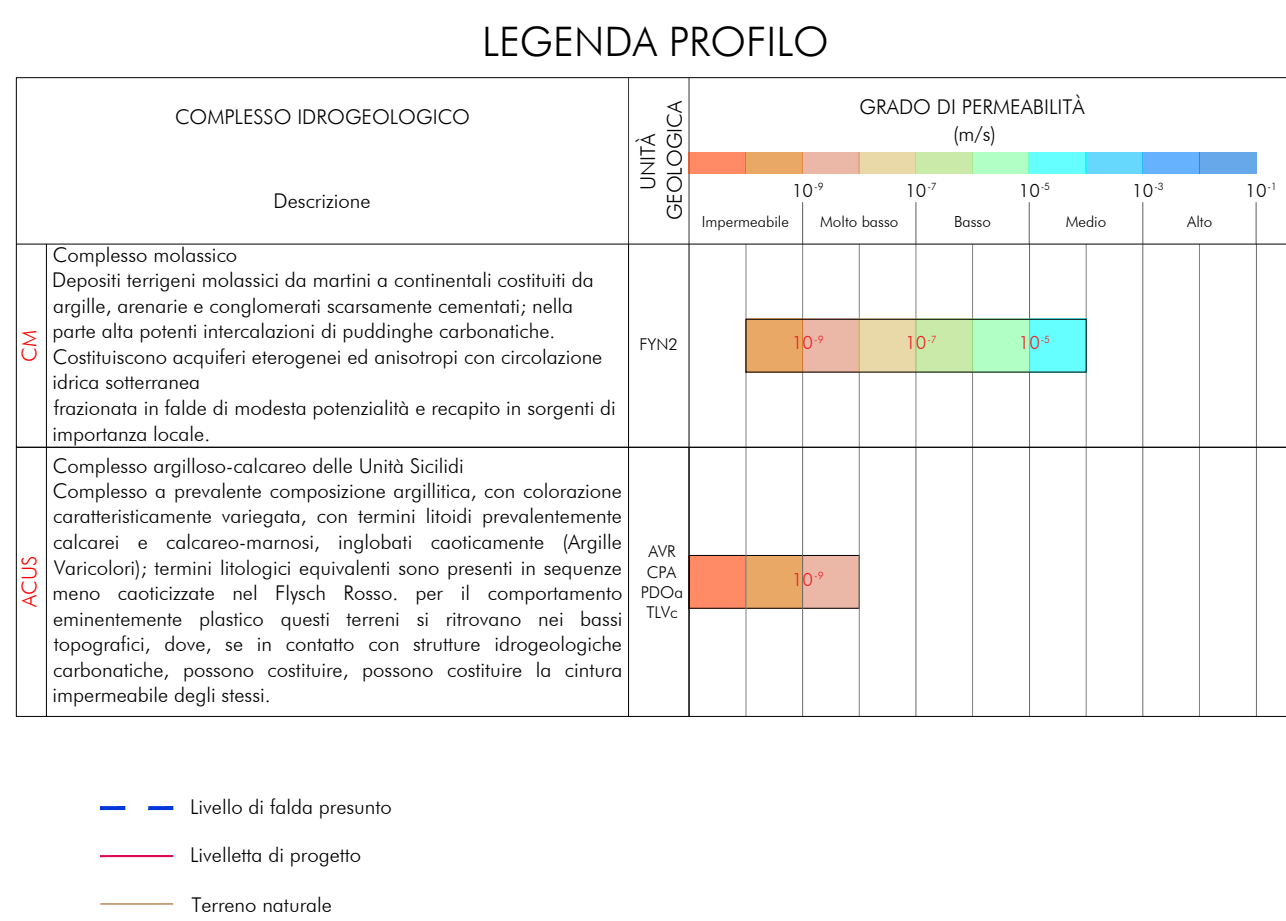 LEGENDA PROFILO
COMPLESSO IDROGEOLOGICO
Descrizione
UNITÀ
GEOLOGICA
GRADO DI PERMEABILITÀ
(m/s)
10⁻⁹ 10⁻⁷ 10⁻⁵ 10⁻³ 10⁻¹
Impermeabile Molto basso Basso Medio Alto
CM
Complesso molassico
Depositi terrigeni molassici da martini a continentali costituiti da
argille, arenarie e conglomerati scarsamente cementati; nella
parte alta potenti intercalazioni di puddinghe carbonatiche.
Costituiscono acquiferi eterogenei ed anisotropi con circolazione
idrica sotterranea
frazionata in falde di modesta potenzialità e recapito in sorgenti di
importanza locale.
FYN2
10⁻⁹ 10⁻⁷ 10⁻⁵
ACUS
Complesso argilloso-calcareo delle Unità Sicilidi
Complesso a prevalente composizione argillitica, con colorazione
caratteristicamente variegata, con termini litoidi prevalentemente
calcarei e calcareo-marnosi, inglobati caoticamente (Argille
Varicolori); termini litologici equivalenti sono presenti in sequenze
meno caoticizzate nel Flysch Rosso. per il comportamento
eminentemente plastico questi terreni si ritrovano nei bassi
topografici, dove, se in contatto con strutture idrogeologiche
carbonatiche, possono costituire, possono costituire la cintura
impermeabile degli stessi.
AVR
CPA
PDOa
TLVc
10⁻⁹
Livello di falda presunto
Livelletta di progetto
Terreno naturale